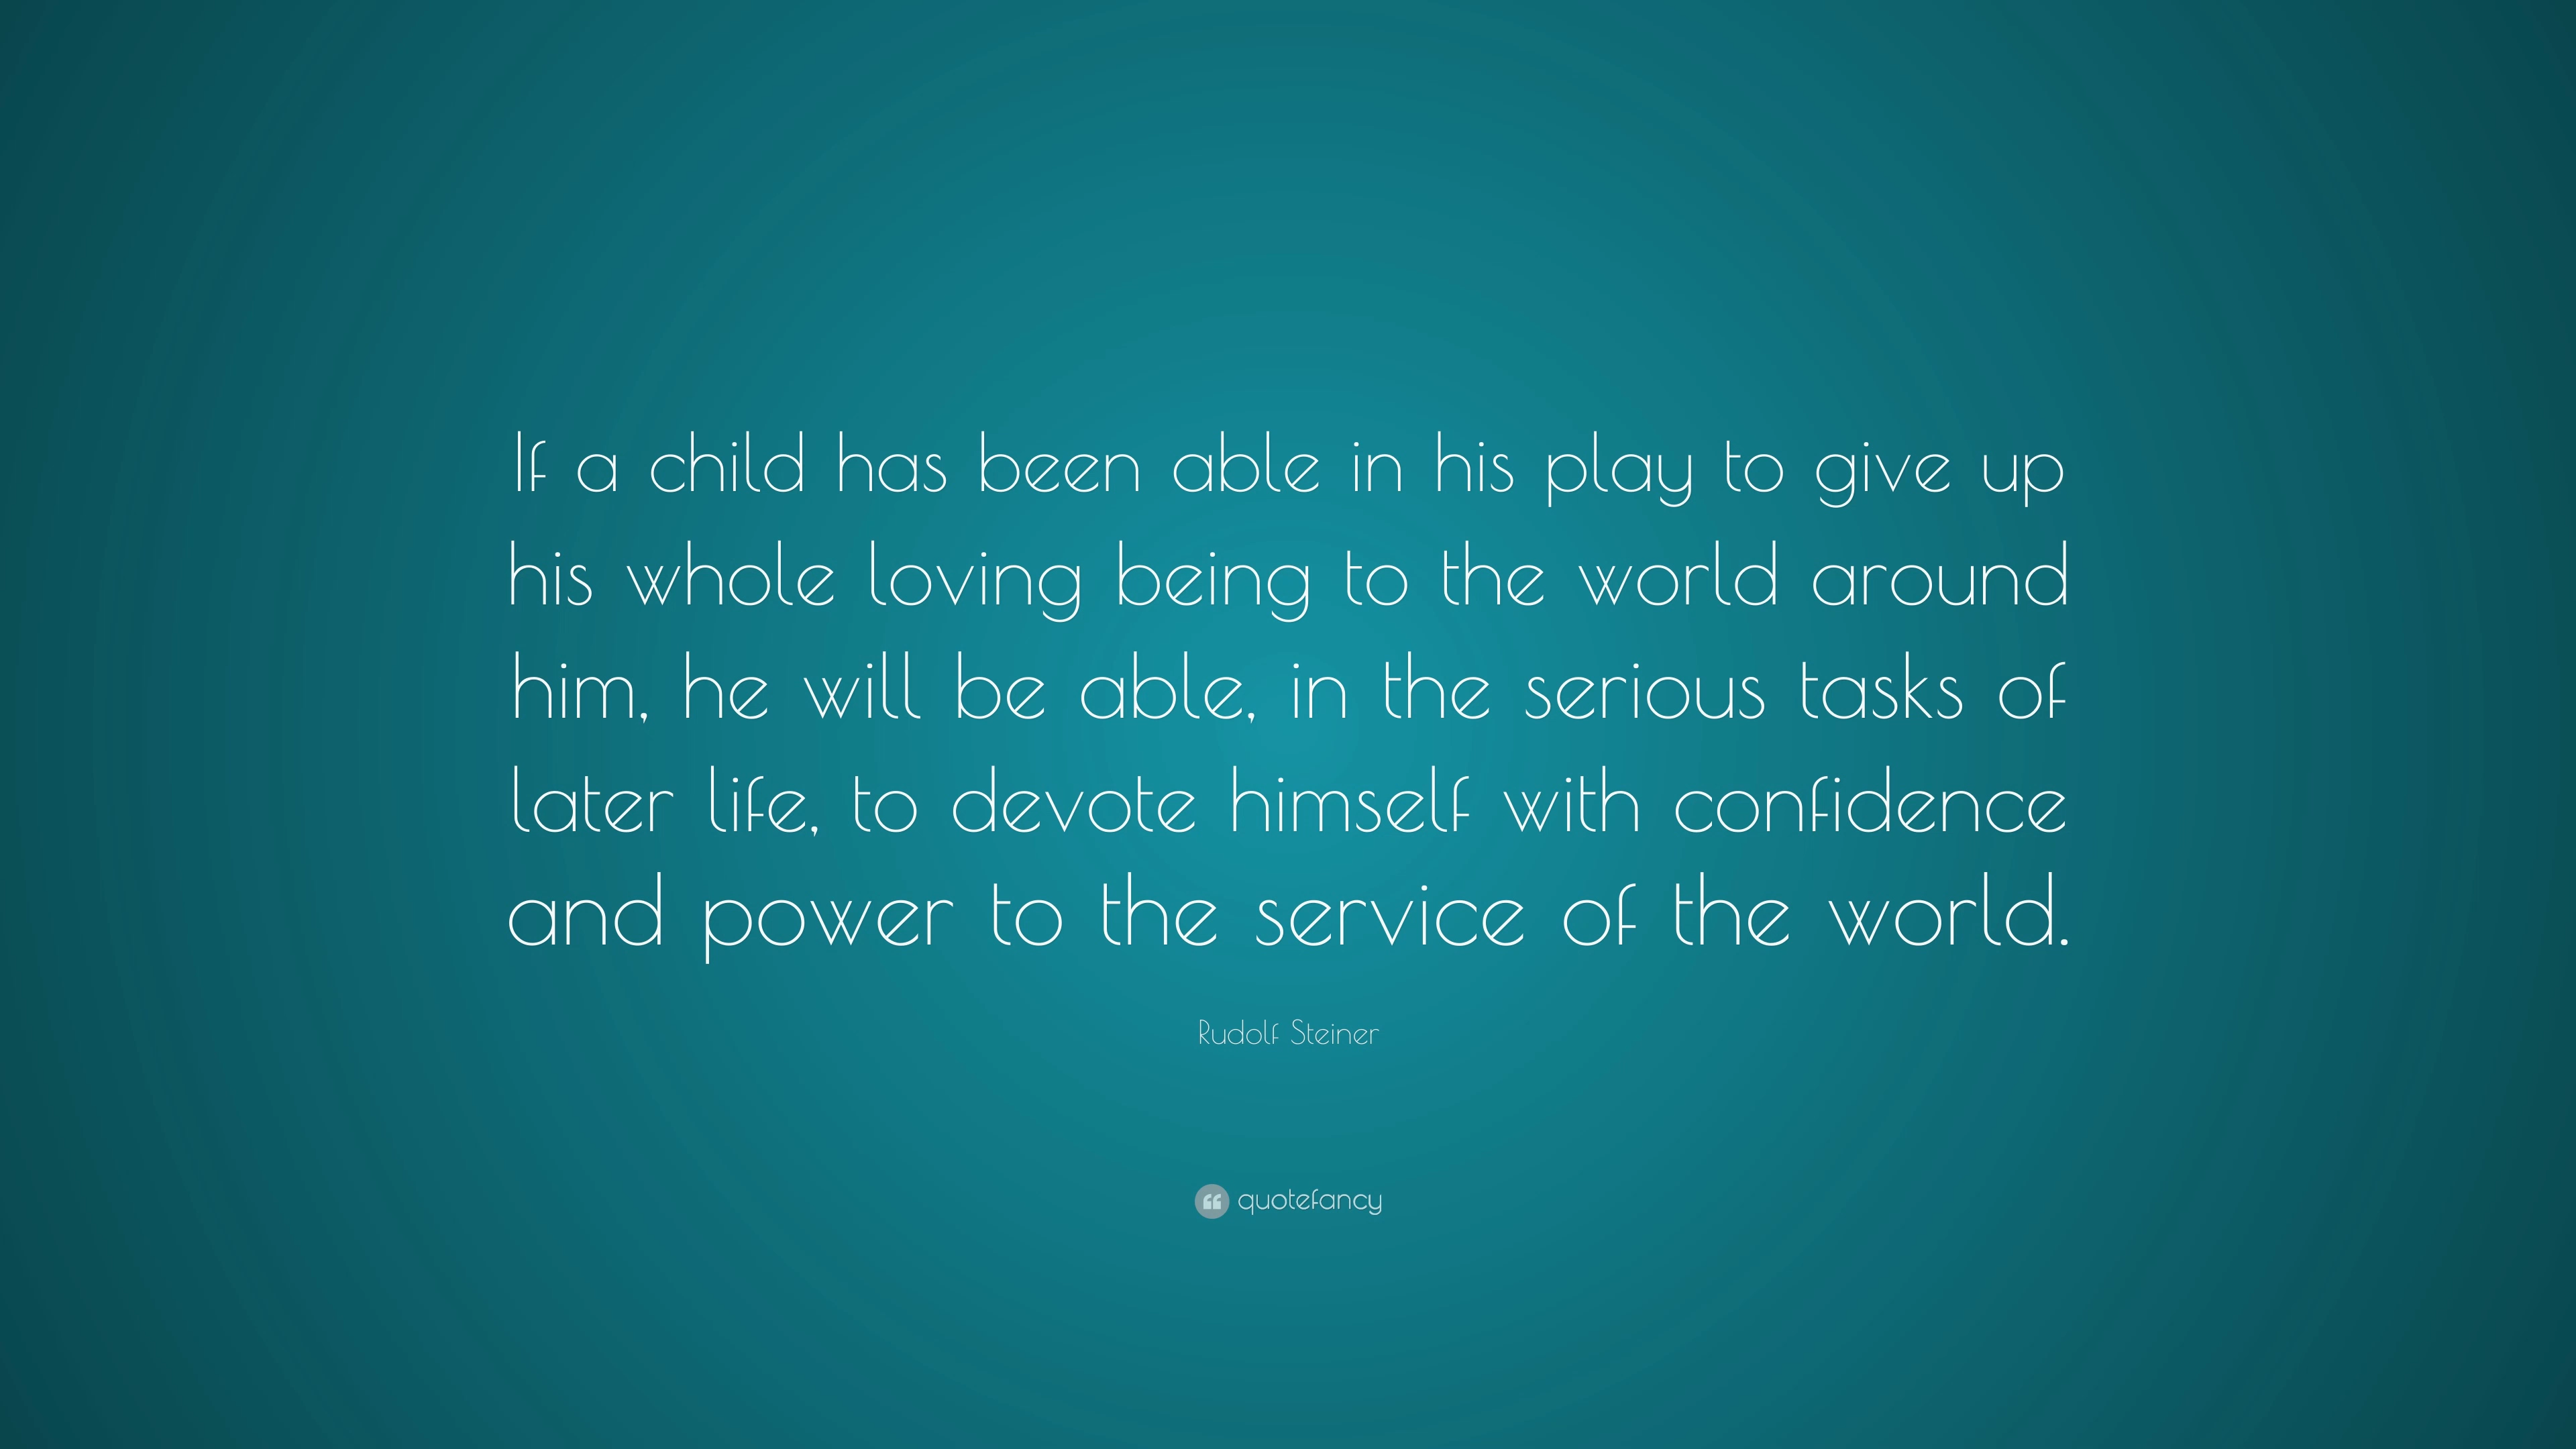 If a child has been able in his play to give up
his whole loving being to the world around
him, he will be able, in the serious tasks of
later life, to devote himself with confidence
and power to the service of the world.
Rudolf Steiner
quotefancy